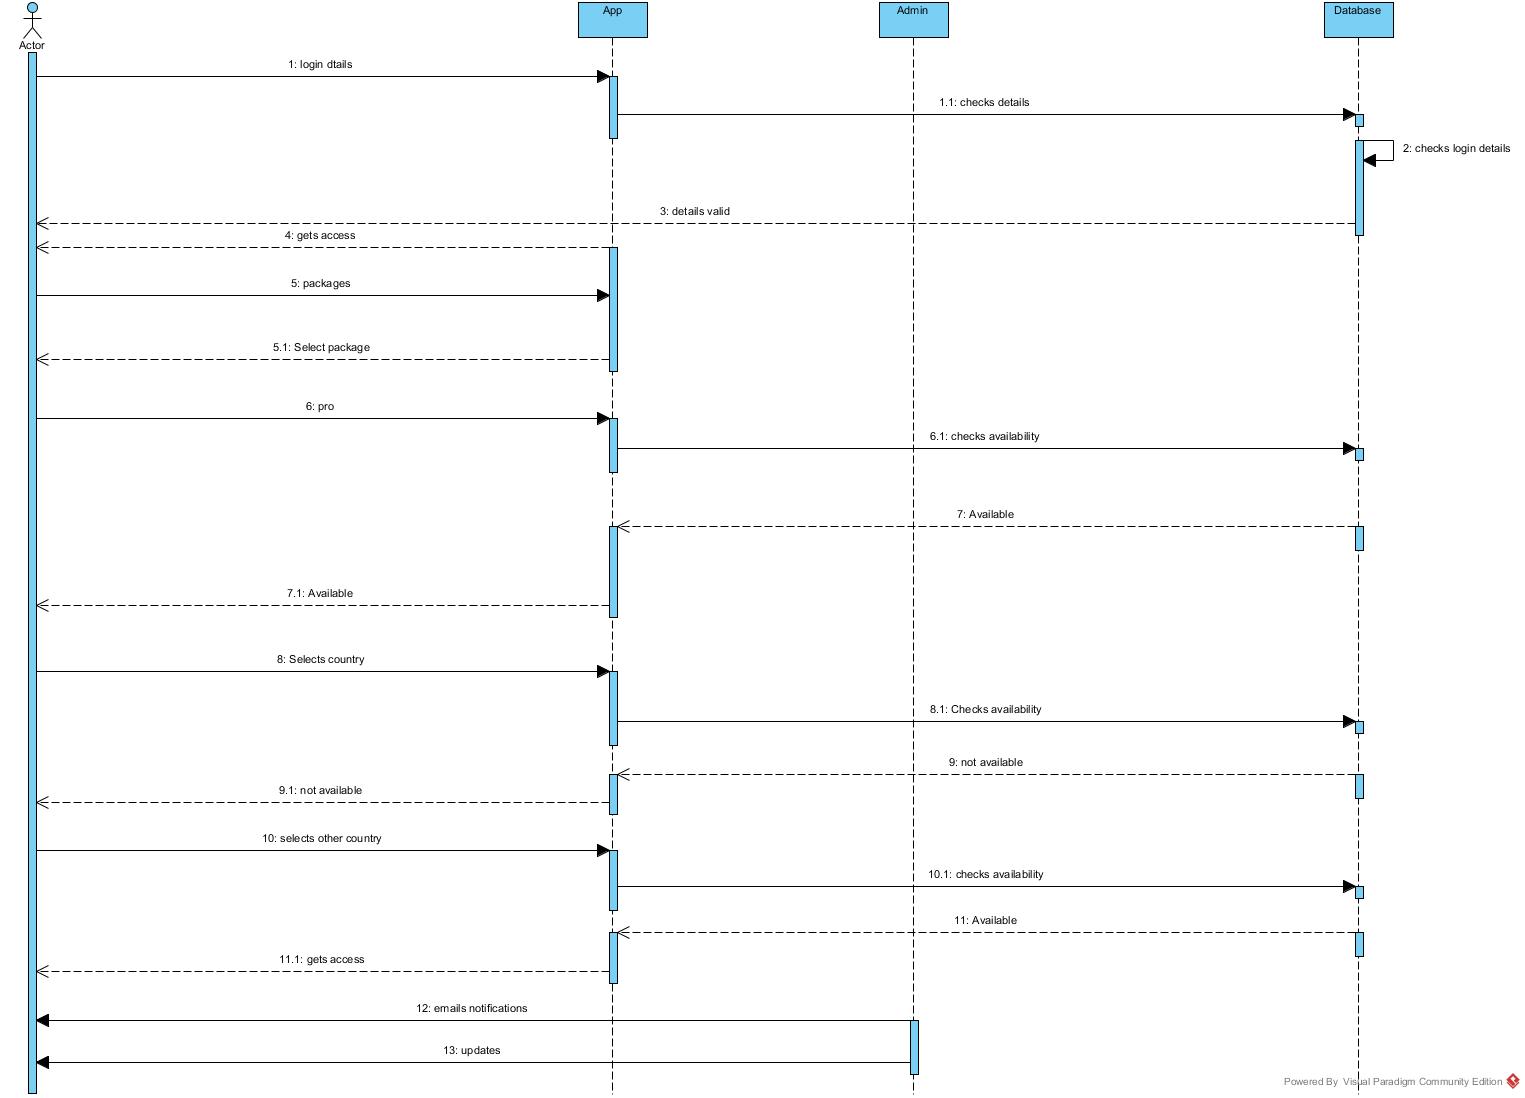 App
Admin
Database
Actor
1: login dtails
1.1: checks details
2: checks login details
3: details valid
4: gets access
5: packages
5.1: Select package
6: pro
6.1: checks availability
7: Available
7.1: Available
8: Selects country
8.1: Checks availability
9: not available
9.1: not available
10: selects other country
10.1: checks availability
11: Available
11.1: gets access
12: emails notifications
13: updates
Powered By Visual Paradigm Community Edition